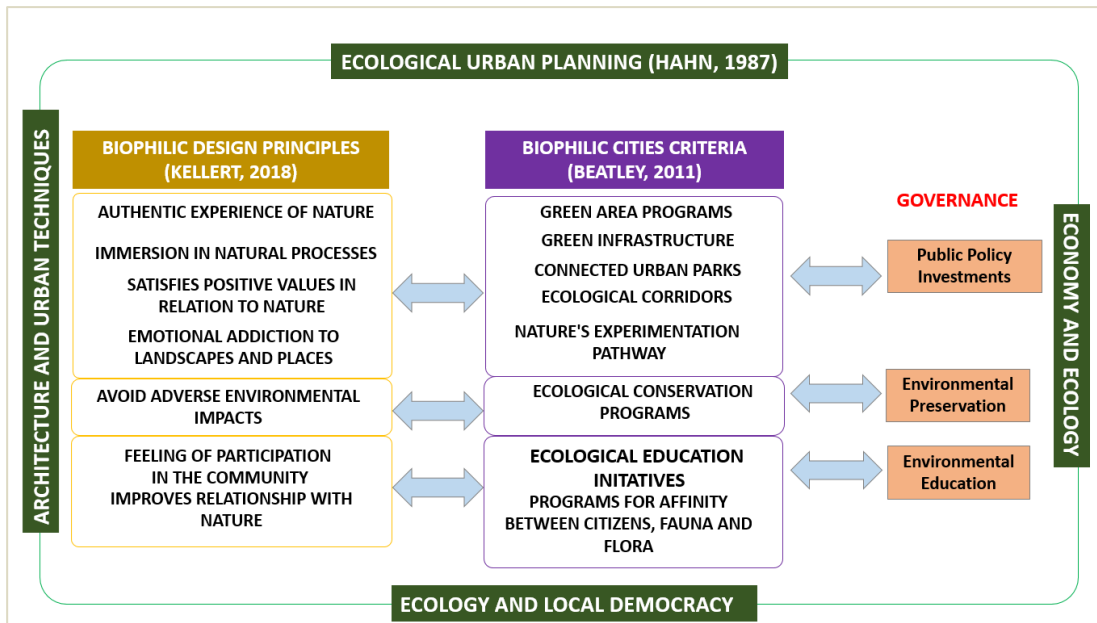 ECOLOGICAL URBAN PLANNING (HAHN, 1987)
ARCHITECTURE AND URBAN TECHNIQUES
BIOPHILIC DESIGN PRINCIPLES
(KELLERT, 2018)
AUTHENTIC EXPERIENCE OF NATURE
IMMERSION IN NATURAL PROCESSES
SATISFIES POSITIVE VALUES IN
RELATION TO NATURE
EMOTIONAL ADDICTION TO
LANDSCAPES AND PLACES
AVOID ADVERSE ENVIRONMENTAL
IMPACTS
FEELING OF PARTICIPATION
IN THE COMMUNITY
IMPROVES RELATIONSHIP WITH
NATURE
BIOPHILIC CITIES CRITERIA
(BEATLEY, 2011)
GREEN AREA PROGRAMS
GREEN INFRASTRUCTURE
CONNECTED URBAN PARKS
ECOLOGICAL CORRIDORS
NATURE'S EXPERIMENTATION
PATHWAY
ECOLOGICAL CONSERVATION
PROGRAMS
ECOLOGICAL EDUCATION
INITATIVES
PROGRAMS FOR AFFINITY
BETWEEN CITIZENS, FAUNA AND
FLORA
GOVERNANCE
Public Policy
Investments
Environmental
Preservation
Environmental
Education
ECONOMY AND ECOLOGY
ECOLOGY AND LOCAL DEMOCRACY